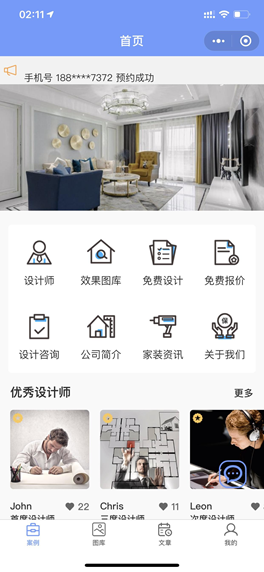 02:11
首页
手机号 188****7372 预约成功
设计师 效果图库 免费设计 免费报价
设计咨询 公司简介 家装资讯 关于我们
优秀设计师 更多
John 22 Chris 11 Leon
首席设计师 三度设计师 次席设计师
案例 图库 文章 我的